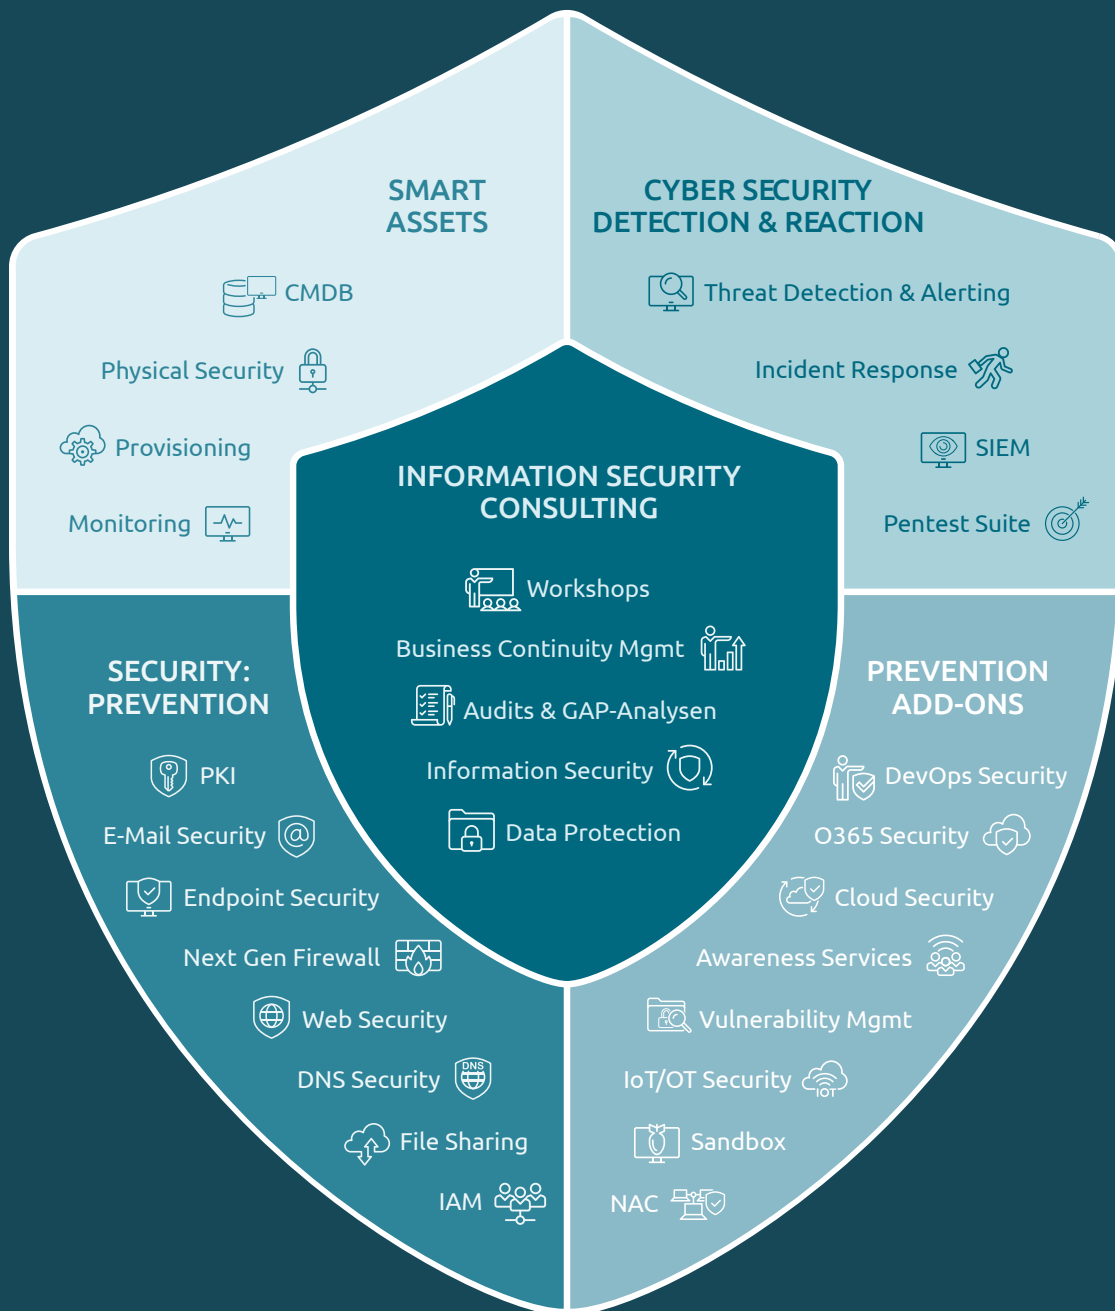 SMART
ASSETS
CMDB
Physical Security
Provisioning
Monitoring
CYBER SECURITY
DETECTION & REACTION
Threat Detection & Alerting
Incident Response
SIEM
Pentest Suite
INFORMATION SECURITY
CONSULTING
Workshops
Business Continuity Mgmt
Audits & GAP-Analysen
Information Security
Data Protection
SECURITY:
PREVENTION
PKI
E-Mail Security
@
Endpoint Security
Next Gen Firewall
Web Security
DNS Security
DNS
File Sharing
IAM
PREVENTION
ADD-ONS
DevOps Security
O365 Security
Cloud Security
Awareness Services
Vulnerability Mgmt
IoT/OT Security
IOT
Sandbox
NAC